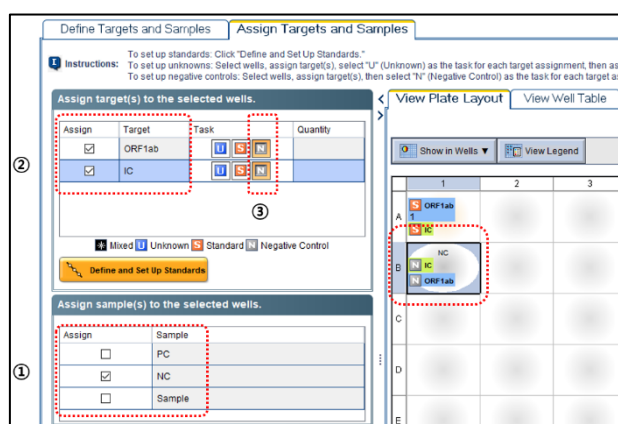 Define Targets and Samples
Assign Targets and Samples
Instructions:
To set up standards: Click "Define and Set Up Standards."
To set up unknowns: Select wells, assign target(s), select "U" (Unknown) as the task for each target assignment, then as
To set up negative controls: Select wells, assign target(s), then select "N" (Negative Control) as the task for each target as
Assign target(s) to the selected wells.
Assign Target Task Quantity
② ORF1ab U S N
IC U S N
③
Mixed U Unknown S Standard N Negative Control
Define and Set Up Standards
Assign sample(s) to the selected wells.
Assign Sample
PC
① NC
Sample
View Plate Layout
View Well Table
Show in Wells ▼
View Legend
1 2 3
A
S ORF1ab
1
S IC
B
NC
N IC
N ORF1ab
C
D
E